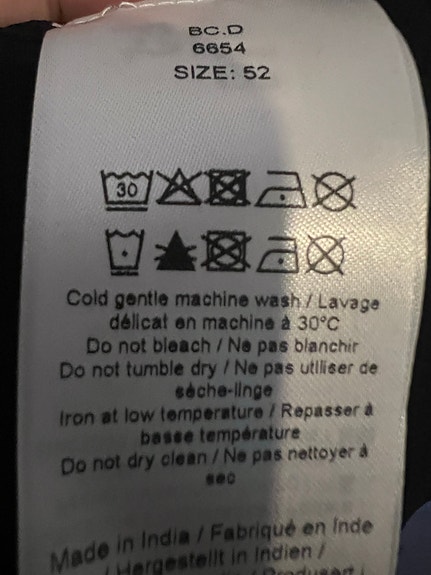 BC.D
6654
SIZE: 52
30
Cold gentle machine wash / Lavage
délicat en machine à 30°C
Do not bleach / Ne pas blanchir
Do not tumble dry / Ne pas utiliser de
sèche-linge
Iron at low temperature / Repasser à
basse température
Do not dry clean / Ne pas nettoyer à
sec
Made in India / Fabriqué en Inde
/ Hergestellt in Indien /